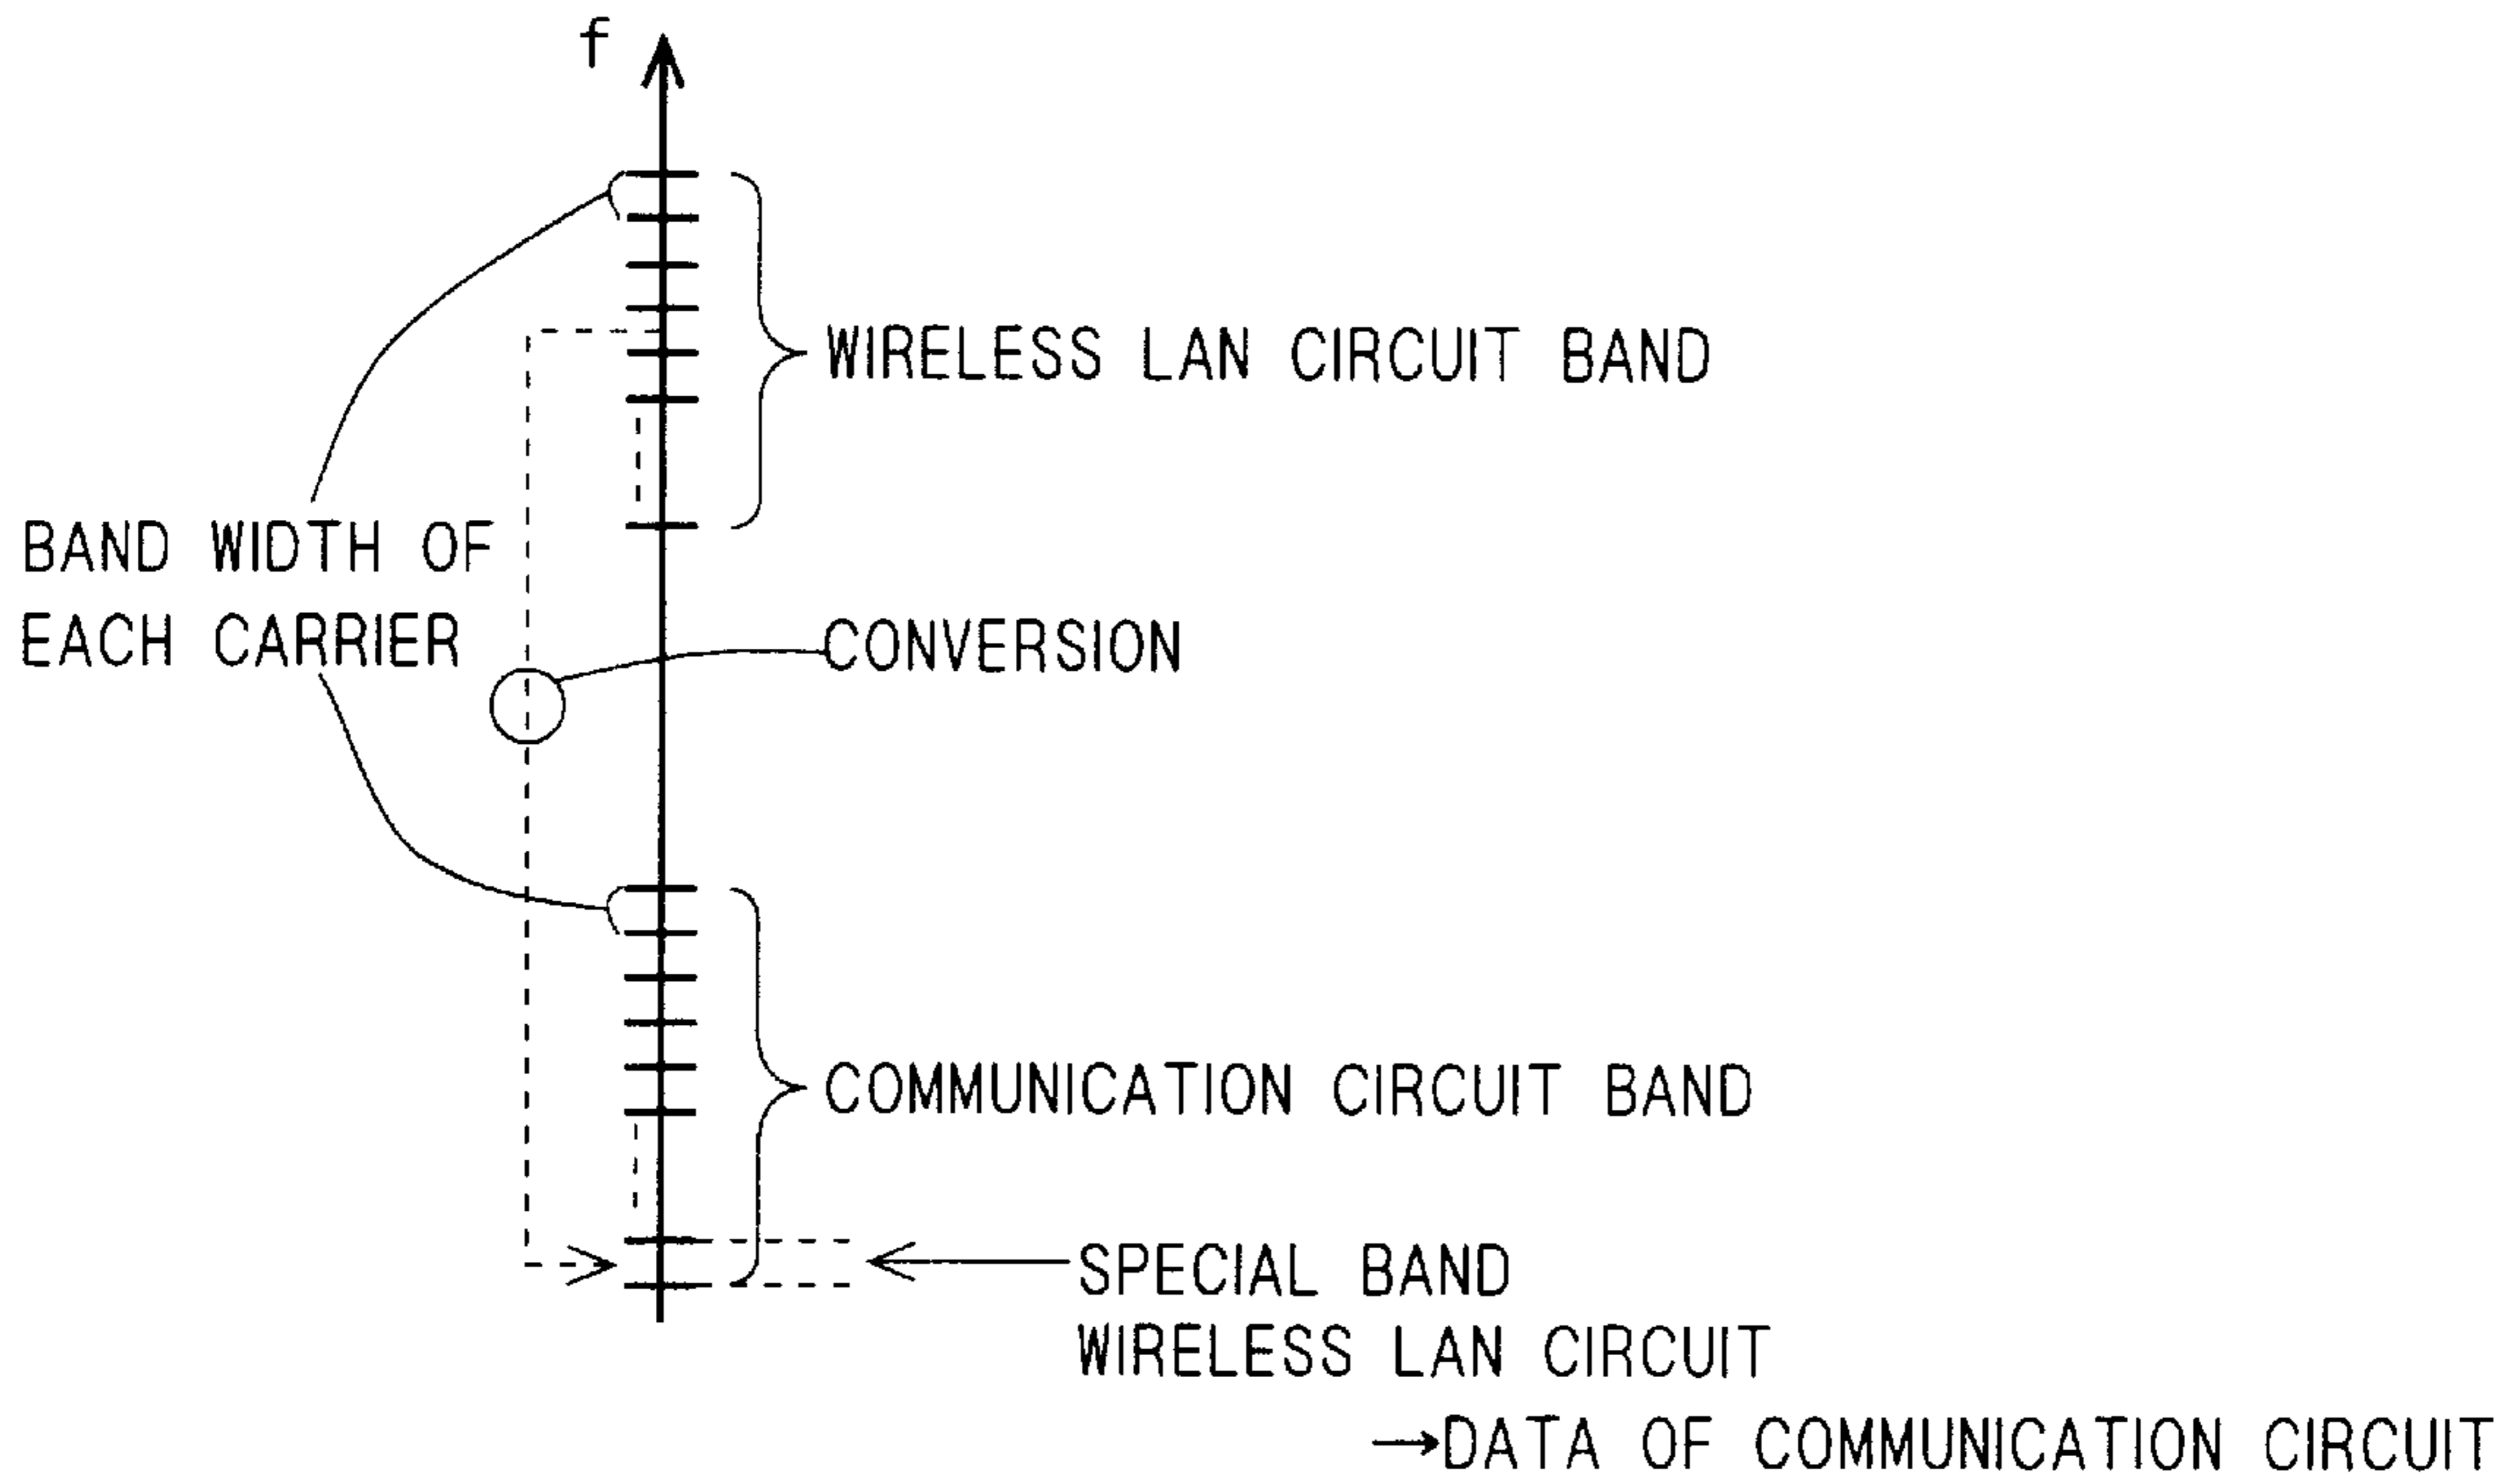 f
WIRELESS LAN CIRCUIT BAND
BAND WIDTH OF
EACH CARRIER
CONVERSION
COMMUNICATION CIRCUIT BAND
SPECIAL BAND
WIRELESS LAN CIRCUIT
→DATA OF COMMUNICATION CIRCUIT